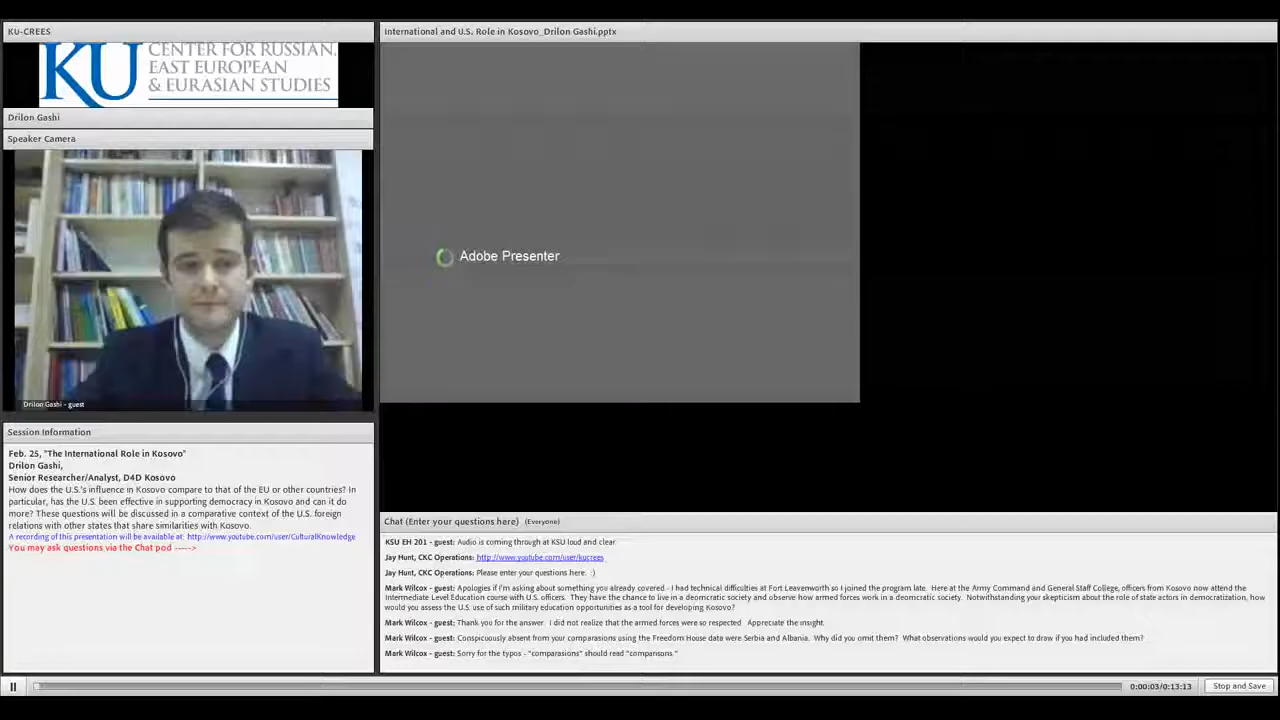 KU-CREES
KU CENTER FOR RUSSIAN,
EAST EUROPEAN
& EURASIAN STUDIES
Drilon Gashi
Speaker Camera
Drilon Gashi - guest
Session Information
Feb. 25, "The International Role in Kosovo"
Drilon Gashi,
Senior Researcher/Analyst, D4D Kosovo
How does the U.S.'s influence in Kosovo compare to that of the EU or other countries? In
particular, has the U.S. been effective in supporting democracy in Kosovo and can it do
more? These questions will be discussed in a comparative context of the U.S. foreign
relations with other states that share similarities with Kosovo.
A recording of this presentation will be available at: http://www.youtube.com/user/CulturalKnowledge
You may ask questions via the Chat pod ----->
International and U.S. Role in Kosovo_Drilon Gashi.pptx
Adobe Presenter
Chat (Enter your questions here) (Everyone)
KSU EH 201 - guest: Audio is coming through at KSU loud and clear.
Jay Hunt, CKC Operations: http://www.youtube.com/user/kucrees
Jay Hunt, CKC Operations: Please enter your questions here. :)
Mark Wilcox - guest: Apologies if I'm asking about something you already covered - I had technical difficulties at Fort Leavenworth so I joined the program late. Here at the Army Command and General Staff College, officers from Kosovo now attend the
Intermediate Level Education course with U.S. officers. They have the chance to live in a deomcratic society and observe how armed forces work in a deomcratic society. Notwithstanding your skepticism about the role of state actors in democratization, how
would you assess the U.S. use of such military education opportunities as a tool for developing Kosovo?
Mark Wilcox - guest: Thank you for the answer. I did not realize that the armed forces were so respected Appreciate the insight.
Mark Wilcox - guest: Conspicuously absent from your comparasions using the Freedom House data were Serbia and Albania. Why did you omit them? What observations would you expect to draw if you had included them?
Mark Wilcox - guest: Sorry for the typos - "comparasions" should read "comparisons."
0:00:03/0:13:13
Stop and Save